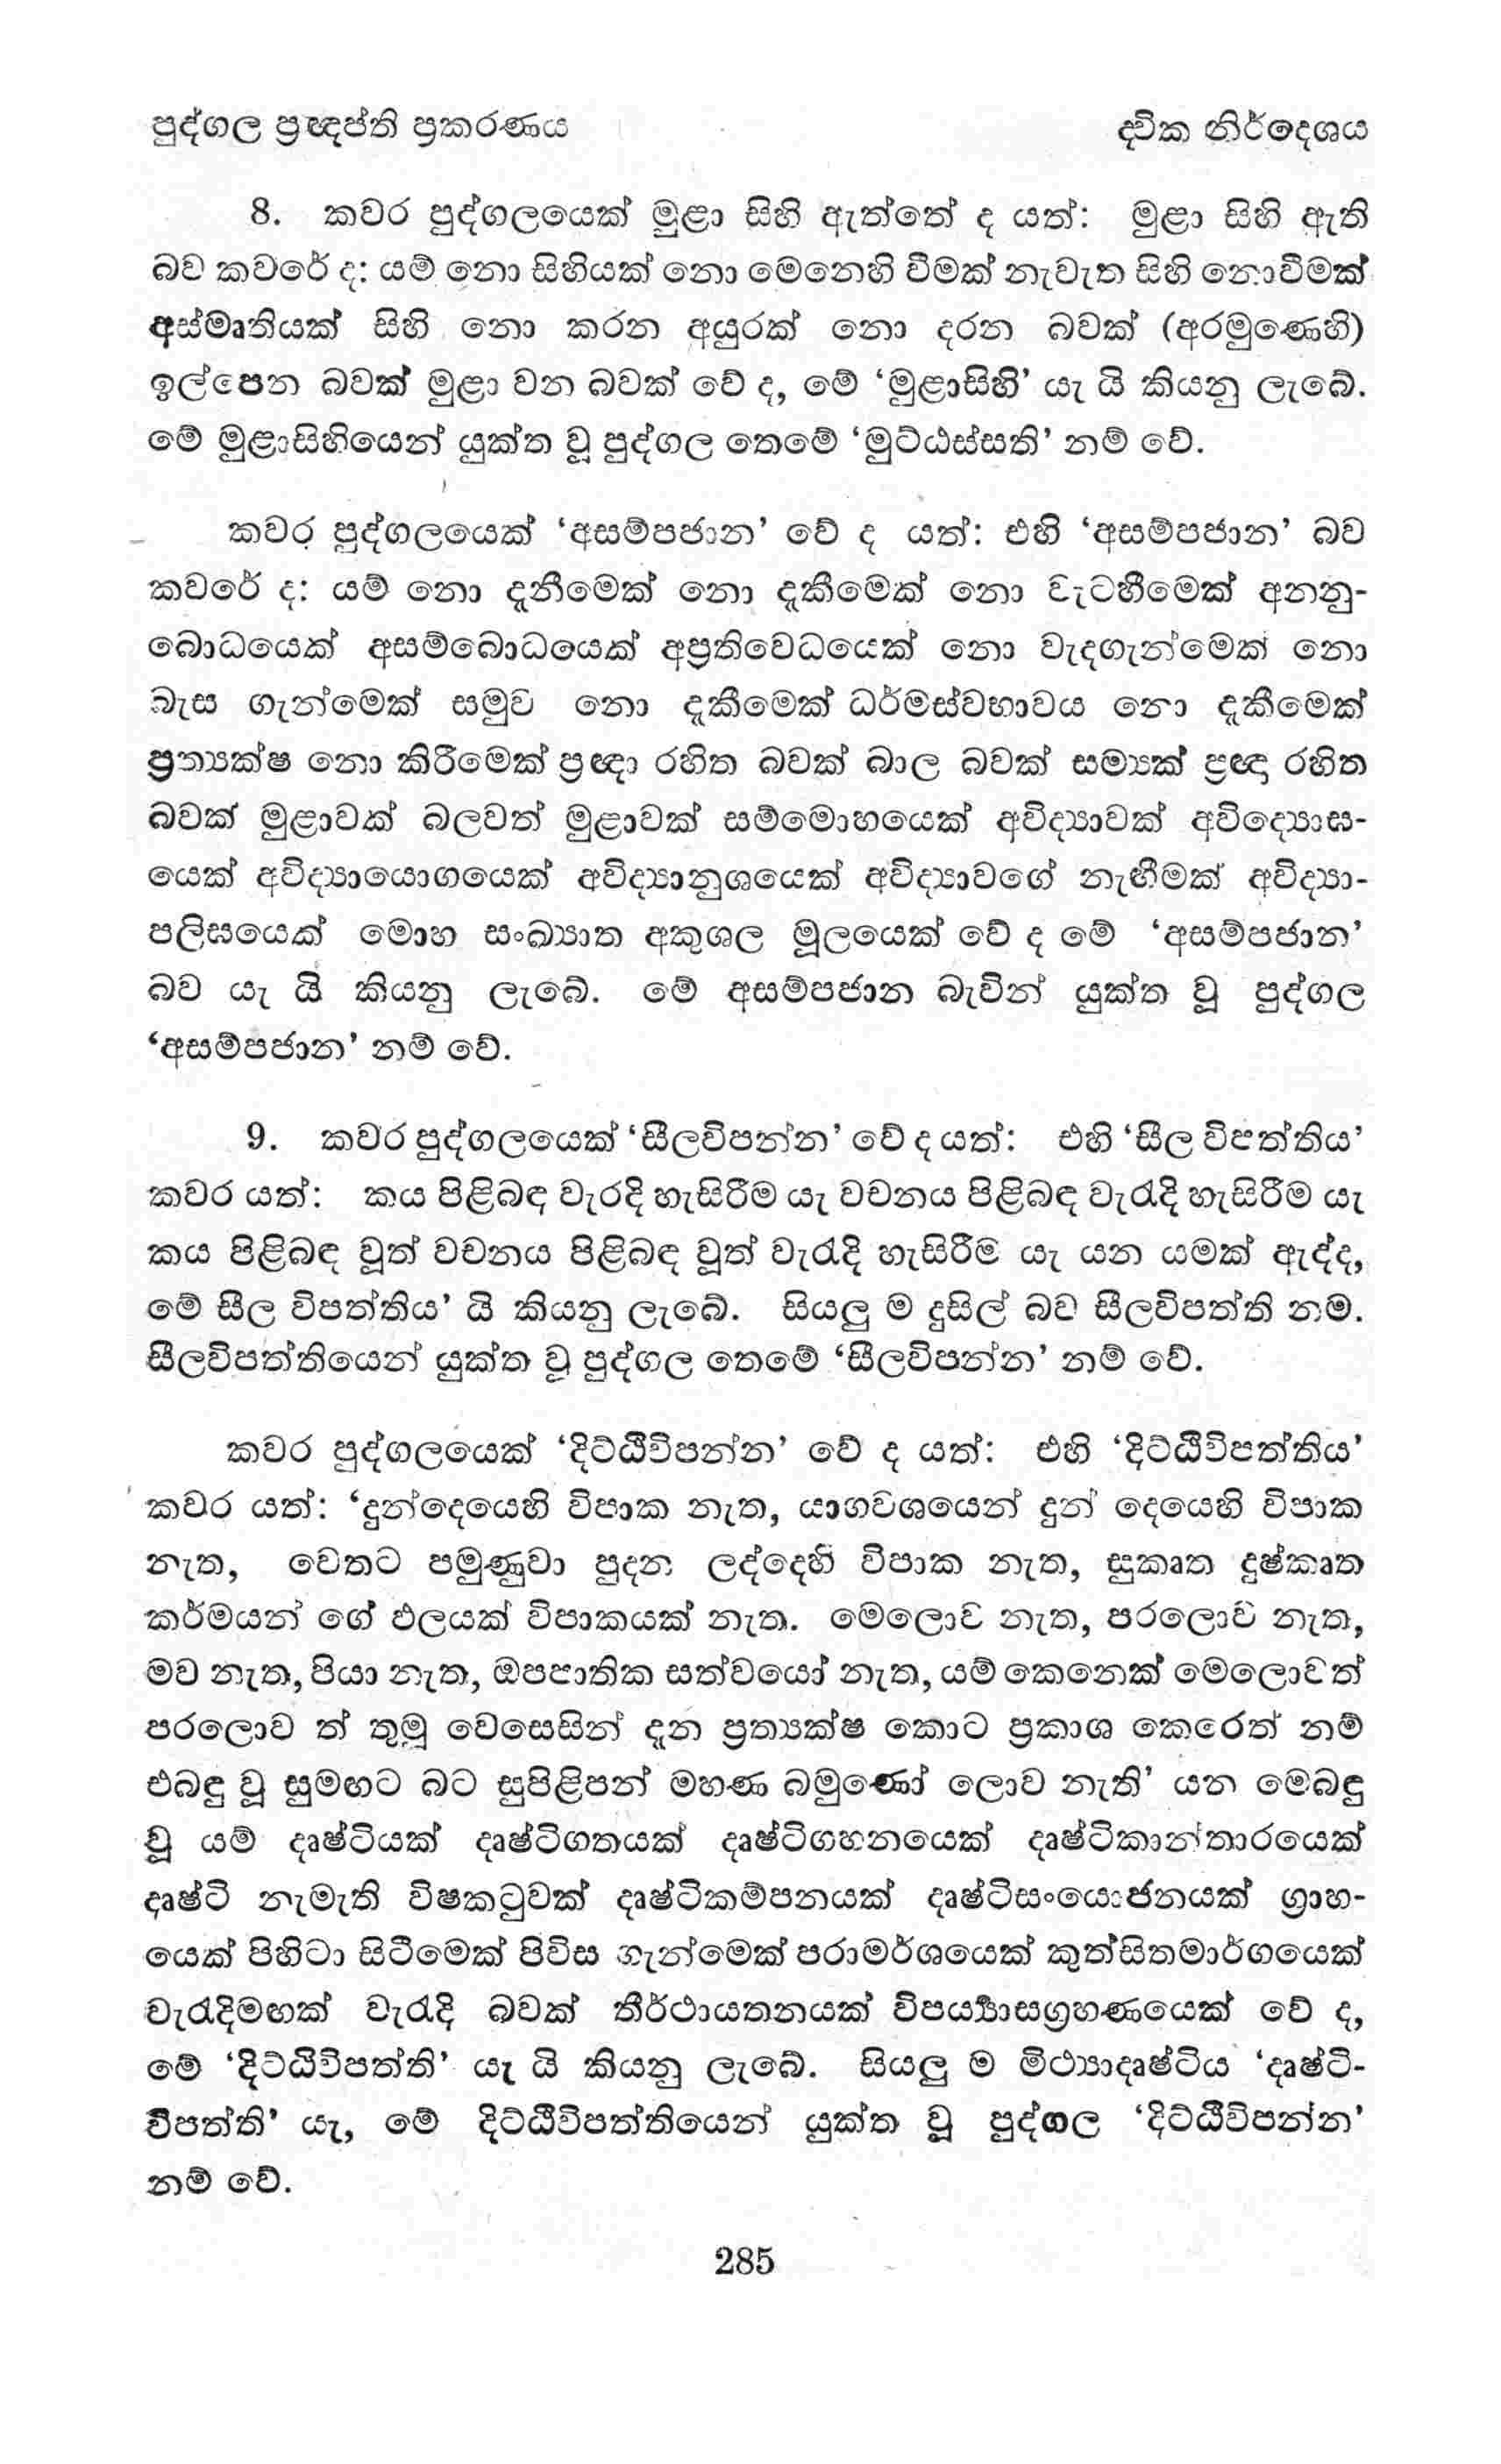 පුද්ගල ප්‍රඥප්ති ප්‍රකරණය
ද්වික නිර්දේශය
8. කවර පුද්ගලයෙක් මුළා සිහි ඇත්තේ ද යත්: මුළා සිහි ඇති
බව කවරේ ද: යම් නො සිහියක් නො මෙනෙහි වීමක් නැවැත සිහි නොවීමක්
අස්මෘතියක් සිහි නො කරන අයුරක් නො දරන බවක් (අරමුණෙහි)
ඉල්පෙන බවක් මුළා වන බවක් වේ ද, මේ ‘මුළාසිහි’ යැ යි කියනු ලැබේ.
මේ මුළාසිහියෙන් යුක්ත වූ පුද්ගල තෙමේ ‘මුට්ඨස්සති’ නම් වේ.
කවර පුද්ගලයෙක් ‘අසම්පජාන’ වේ ද යත්: එහි ‘අසම්පජාන’ බව
කවරේ ද: යම් නො දැනීමෙක් නො දැකීමෙක් නො වැටහීමෙක් අනනු-
බොධයෙක් අසම්බොධයෙක් අප්‍රතිවෙධයෙක් නො වැදගැන්මෙක් නො
බැස ගැන්මෙක් සමුව නො දැකීමෙක් ධර්මස්වභාවය නො දැකීමෙක්
ප්‍රත්‍යක්ෂ නො කිරීමෙක් ප්‍රඥා රහිත බවක් බාල බවක් සම්‍යක් ප්‍රඥා රහිත
බවක් මුළාවක් බලවත් මුළාවක් සම්මොහයෙක් අවිද්‍යාවක් අවිද්‍යොඝ-
යෙක් අවිද්‍යායොගයෙක් අවිද්‍යානුශයෙක් අවිද්‍යාවගේ නැඟීමක් අවිද්‍යා-
පලිඝයෙක් මොහ සංඛ්‍යාත අකුශල මූලයෙක් වේ ද මේ ‘අසම්පජාන’
බව යැ යි කියනු ලැබේ. මේ අසම්පජාන බැවින් යුක්ත වූ පුද්ගල
‘අසම්පජාන’ නම් වේ.
9. කවර පුද්ගලයෙක් ‘සීලවිපන්න’ වේ ද යත්: එහි ‘සීල විපත්තිය’
කවර යත්: කය පිළිබඳ වැරදි හැසිරීම යැ වචනය පිළිබඳ වැරැදි හැසිරීම යැ
කය පිළිබඳ වූත් වචනය පිළිබඳ වූත් වැරැදි හැසිරීම යැ යන යමක් ඇද්ද,
මේ සීල විපත්තිය’ යි කියනු ලැබේ. සියලු ම දුසිල් බව සීලවිපත්ති නම.
සීලවිපත්තියෙන් යුක්ත වූ පුද්ගල තෙමේ ‘සීලවිපන්න’ නම් වේ.
කවර පුද්ගලයෙක් ‘දිට්ඨිවිපන්න’ වේ ද යත්: එහි ‘දිට්ඨිවිපත්තිය’
කවර යත්: ‘දුන්දෙයෙහි විපාක නැත, යාගවශයෙන් දුන් දෙයෙහි විපාක
නැත, වෙතට පමුණුවා පුදන ලද්දෙහි විපාක නැත, සුකෘත දුෂ්කෘත
කර්මයන් ගේ ඵලයක් විපාකයක් නැත. මෙලොව නැත, පරලොව නැත,
මව නැත, පියා නැත, ඔපපාතික සත්වයෝ නැත, යම් කෙනෙක් මෙලොවත්
පරලොව ත් තුමූ වෙසෙසින් දැන ප්‍රත්‍යක්ෂ කොට ප්‍රකාශ කෙරෙත් නම්
එබඳු වූ සුමඟට බට සුපිළිපන් මහණ බමුණෝ ලොව නැති’ යන මෙබඳු
වූ යම් දෘෂ්ටියක් දෘෂ්ටිගතයක් දෘෂ්ටිගහනයෙක් දෘෂ්ටිකාන්තාරයෙක්
දෘෂ්ටි නැමැති විෂකටුවක් දෘෂ්ටිකම්පනයක් දෘෂ්ටිසංයොජනයක් ග්‍රාහ-
යෙක් පිහිටා සිටීමෙක් පිවිස ගැන්මෙක් පරාමර්ශයෙක් කුත්සිතමාර්ගයෙක්
වැරැදිමඟක් වැරැදි බවක් තීර්ථායතනයක් විපර්‍ය්‍යාසග්‍රහණයෙක් වේ ද,
මේ ‘දිට්ඨිවිපත්ති’ යැ යි කියනු ලැබේ. සියලු ම මිථ්‍යාදෘෂ්ටිය ‘දෘෂ්ටි-
විපත්ති’ යැ, මේ දිට්ඨිවිපත්තියෙන් යුක්ත වූ පුද්ගල ‘දිට්ඨිවිපන්න’
නම් වේ.
285